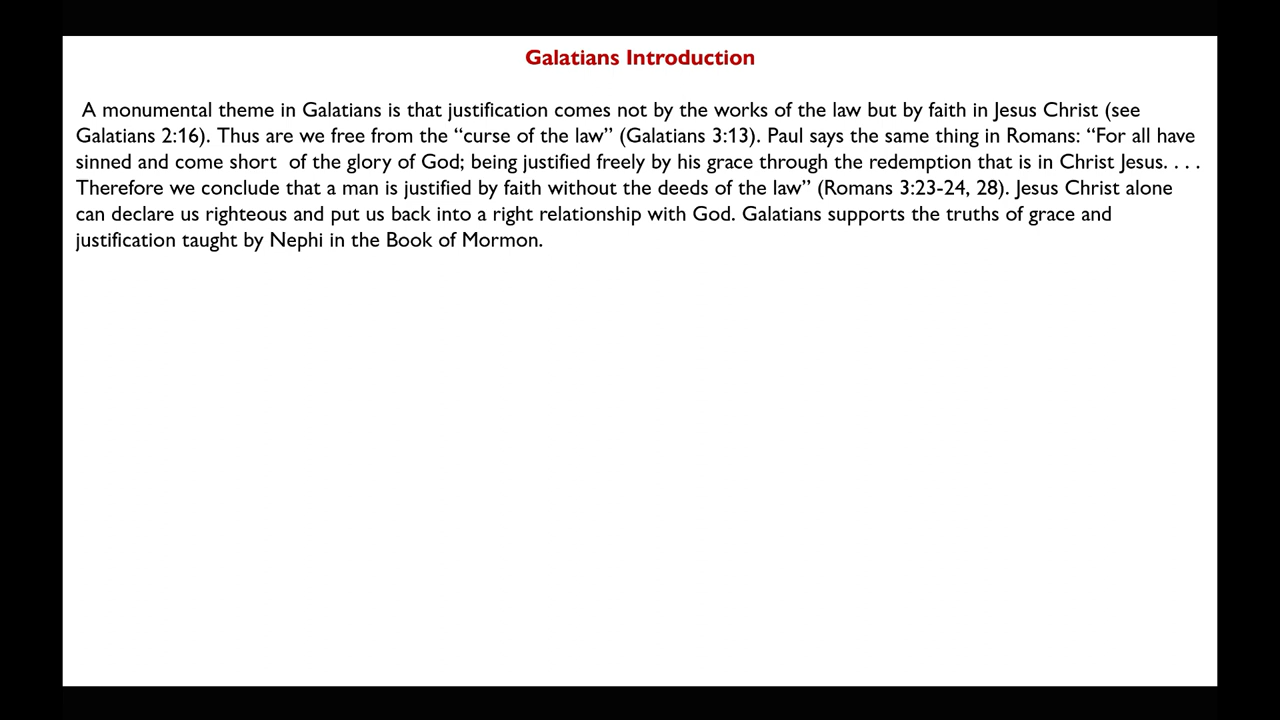 Galatians Introduction
A monumental theme in Galatians is that justification comes not by the works of the law but by faith in Jesus Christ (see
Galatians 2:16). Thus are we free from the “curse of the law” (Galatians 3:13). Paul says the same thing in Romans: “For all have
sinned and come short  of the glory of God; being justified freely by his grace through the redemption that is in Christ Jesus. . . .
Therefore we conclude that a man is justified by faith without the deeds of the law” (Romans 3:23-24, 28). Jesus Christ alone
can declare us righteous and put us back into a right relationship with God. Galatians supports the truths of grace and
justification taught by Nephi in the Book of Mormon.